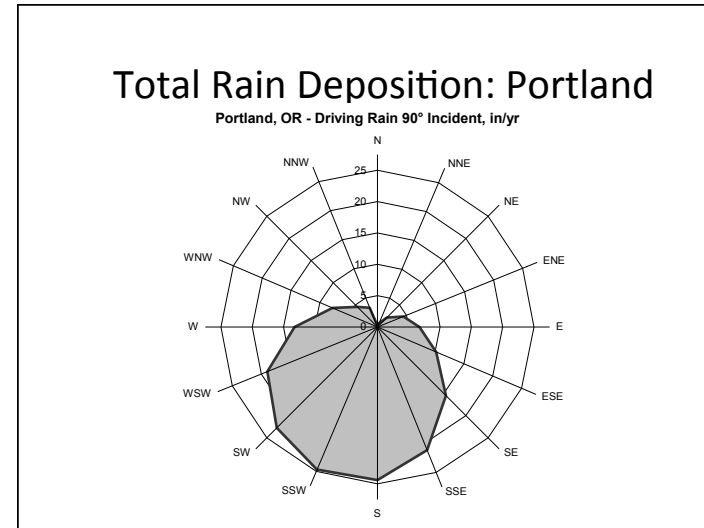 Total Rain Deposition: Portland
Portland, OR - Driving Rain 90° Incident, in/yr
N
NNW
NNE
25
NW
NE
20
15
WNW
ENE
10
5
W
0
E
WSW
ESE
SW
SE
SSW
SSE
S